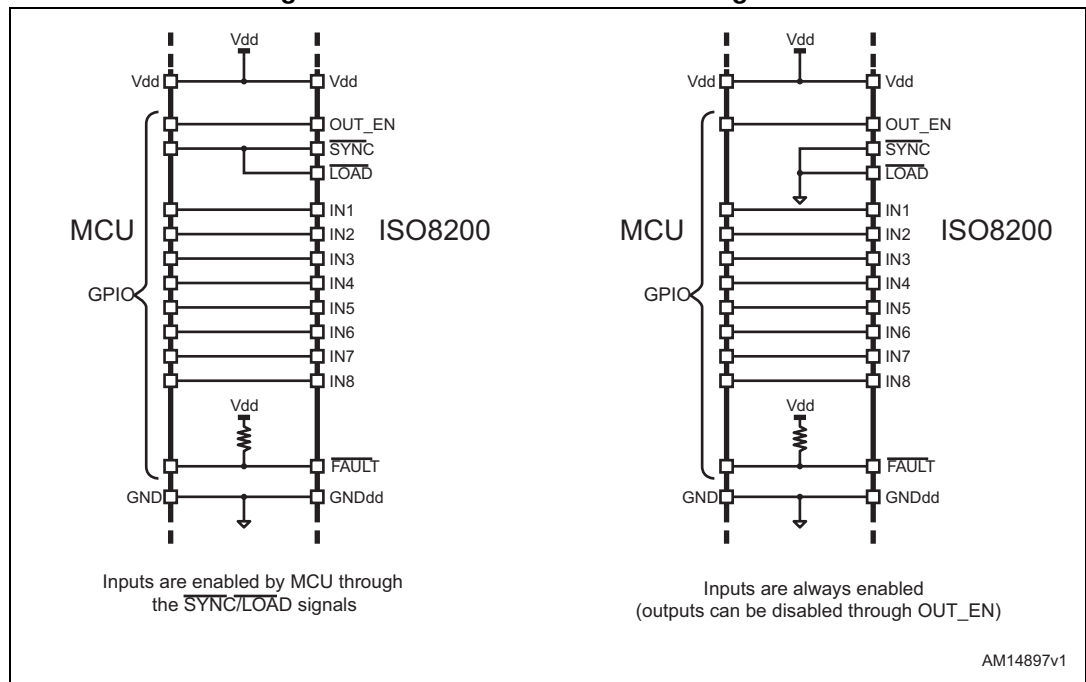 Vdd
Vdd
Vdd
OUT_EN
SYNC
LOAD
IN1
IN2
IN3
IN4
IN5
IN6
IN7
IN8
MCU
ISO8200
GPIO
Vdd
FAULT
GND
GNDdd
Inputs are enabled by MCU through
the SYNC/LOAD signals
Vdd
Vdd
Vdd
OUT_EN
SYNC
LOAD
IN1
IN2
IN3
IN4
IN5
IN6
IN7
IN8
MCU
ISO8200
GPIO
Vdd
FAULT
GND
GNDdd
Inputs are always enabled
(outputs can be disabled through OUT_EN)
AM14897v1